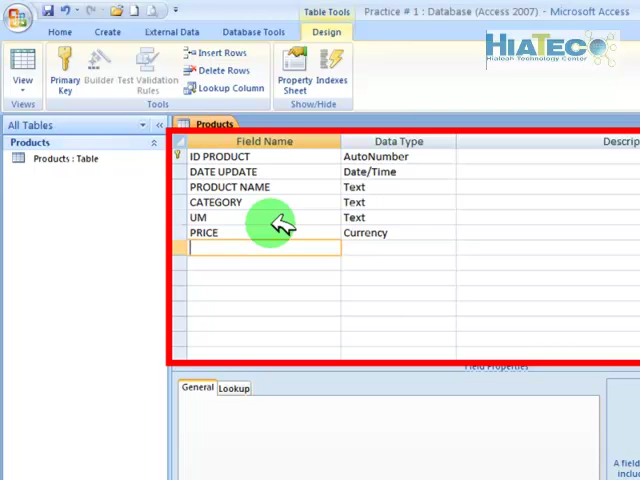 Table Tools
Practice # 1 : Database (Access 2007) - Microsoft Access
Home
Create
External Data
Database Tools
Design
HiATECO
Hialeah Technology Center
View
Primary Key
Builder
Test Validation Rules
Insert Rows
Delete Rows
Lookup Column
Property Sheet
Indexes
Views
Tools
Show/Hide
All Tables
Products
Products : Table
Products
Field Name
Data Type
Descrip
ID PRODUCT
AutoNumber
DATE UPDATE
Date/Time
PRODUCT NAME
Text
CATEGORY
Text
UM
Text
PRICE
Currency
Field Properties
General
Lookup
A field
inclu